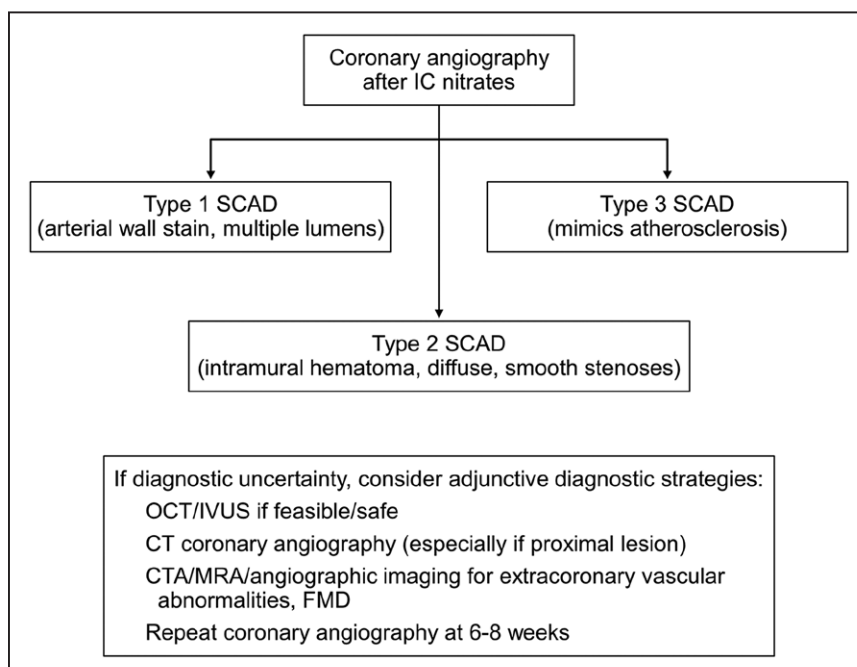 Coronary angiography
after IC nitrates
Type 1 SCAD
(arterial wall stain, multiple lumens)
Type 3 SCAD
(mimics atherosclerosis)
Type 2 SCAD
(intramural hematoma, diffuse, smooth stenoses)
If diagnostic uncertainty, consider adjunctive diagnostic strategies:
OCT/IVUS if feasible/safe
CT coronary angiography (especially if proximal lesion)
CTA/MRA/angiographic imaging for extracoronary vascular
abnormalities, FMD
Repeat coronary angiography at 6-8 weeks